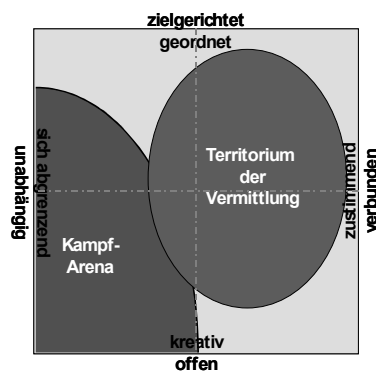 zielgerichtet
geordnet
unabhängig
sich abgrenzend
Territorium
der
Vermittlung
zustimmend
verbunden
Kampf-
Arena
kreativ
offen